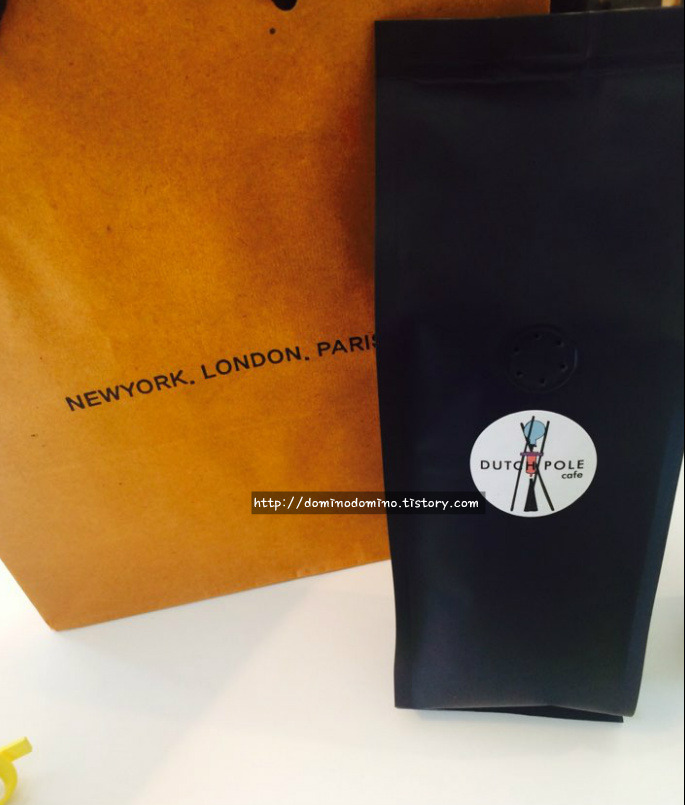 NEWYORK. LONDON. PARIS
DUTCH POLE
cafe
http://dominodomino.tistory.com